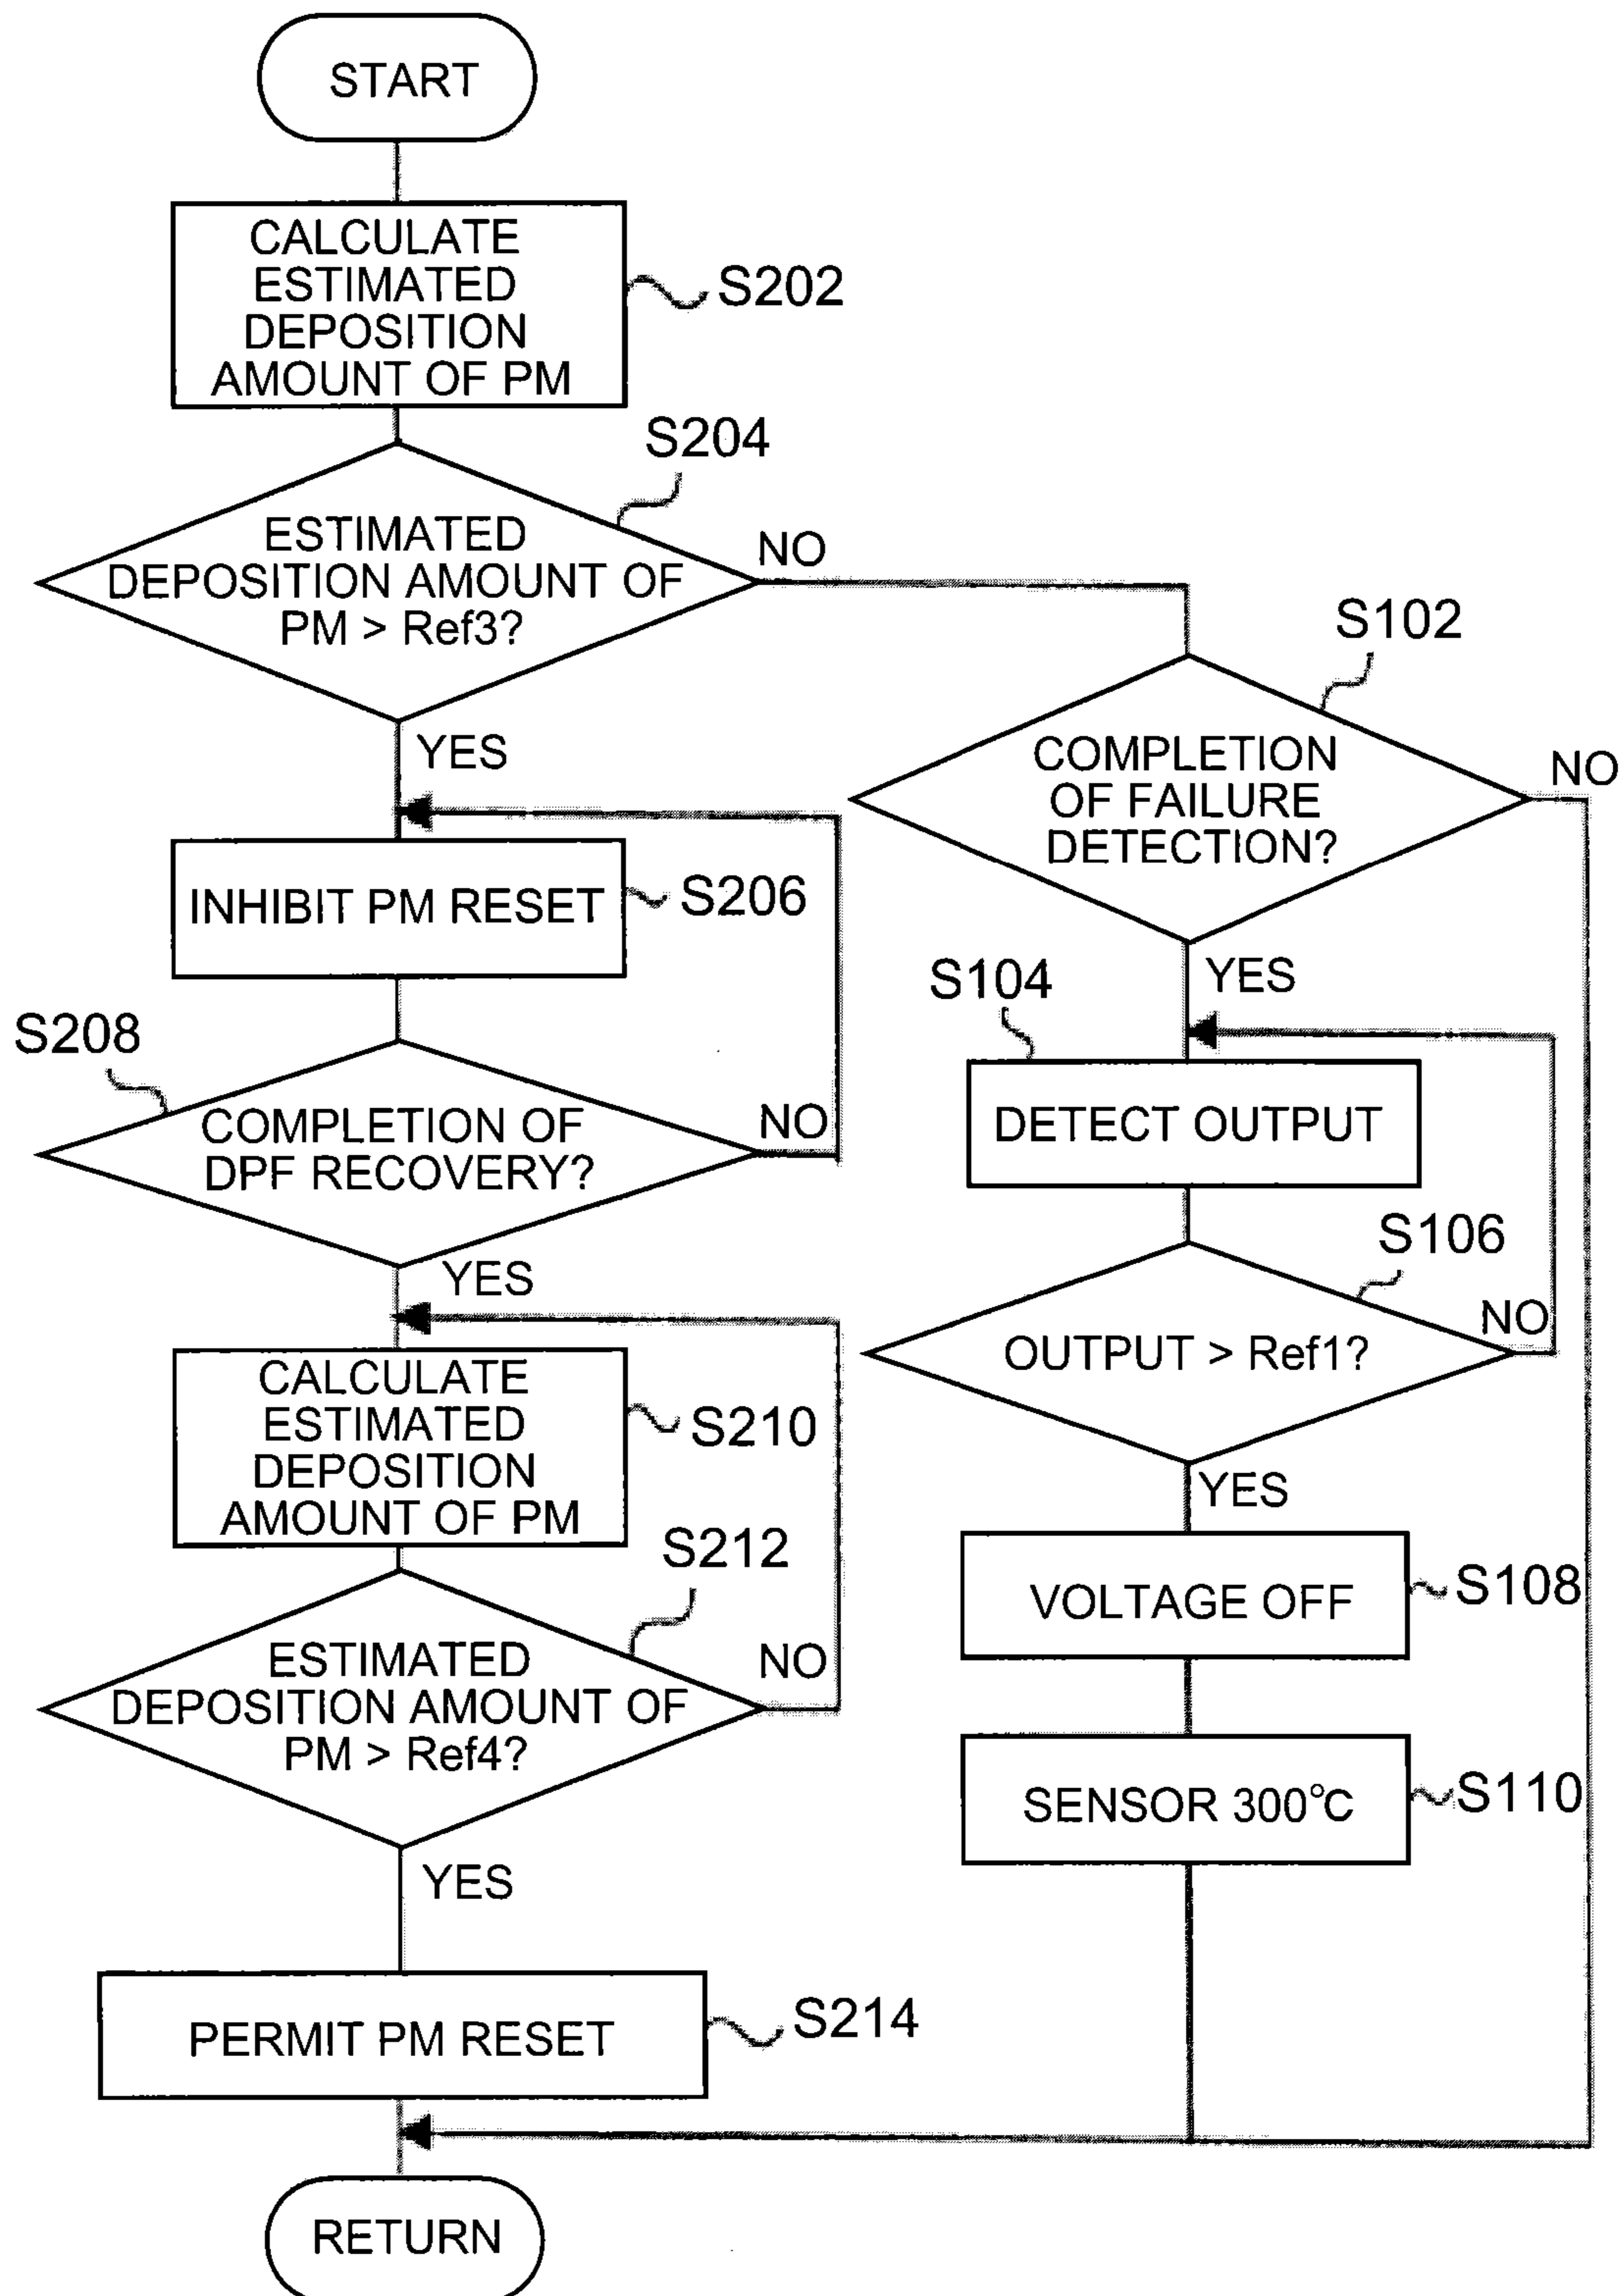 START
CALCULATE
ESTIMATED
DEPOSITION
AMOUNT OF PM
S202
S204
ESTIMATED
DEPOSITION AMOUNT OF
PM > Ref3?
NO
YES
INHIBIT PM RESET
S206
S208
COMPLETION OF
DPF RECOVERY?
NO
YES
CALCULATE
ESTIMATED
DEPOSITION
AMOUNT OF PM
S210
S212
ESTIMATED
DEPOSITION AMOUNT OF
PM > Ref4?
NO
YES
PERMIT PM RESET
S214
RETURN
S102
COMPLETION
OF FAILURE
DETECTION?
NO
YES
S104
DETECT OUTPUT
S106
OUTPUT > Ref1?
NO
YES
VOLTAGE OFF
S108
SENSOR 300°C
S110